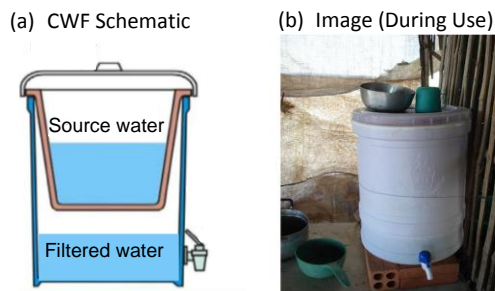 (a) CWF Schematic
(b) Image (During Use)
Source water
Filtered water